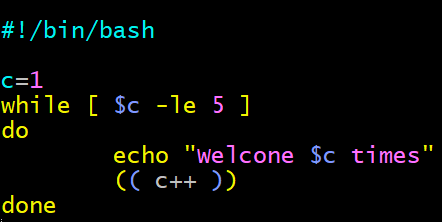 #!/bin/bash
c=1
while [ $c -le 5 ]
do
echo "Welcone $c times"
(( c++ ))
done